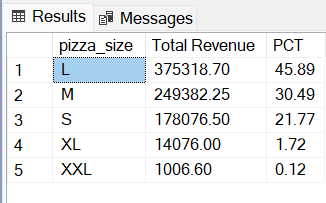 Results Messages
pizza_size Total Revenue PCT
1 L 375318.70 45.89
2 M 249382.25 30.49
3 S 178076.50 21.77
4 XL 14076.00 1.72
5 XXL 1006.60 0.12